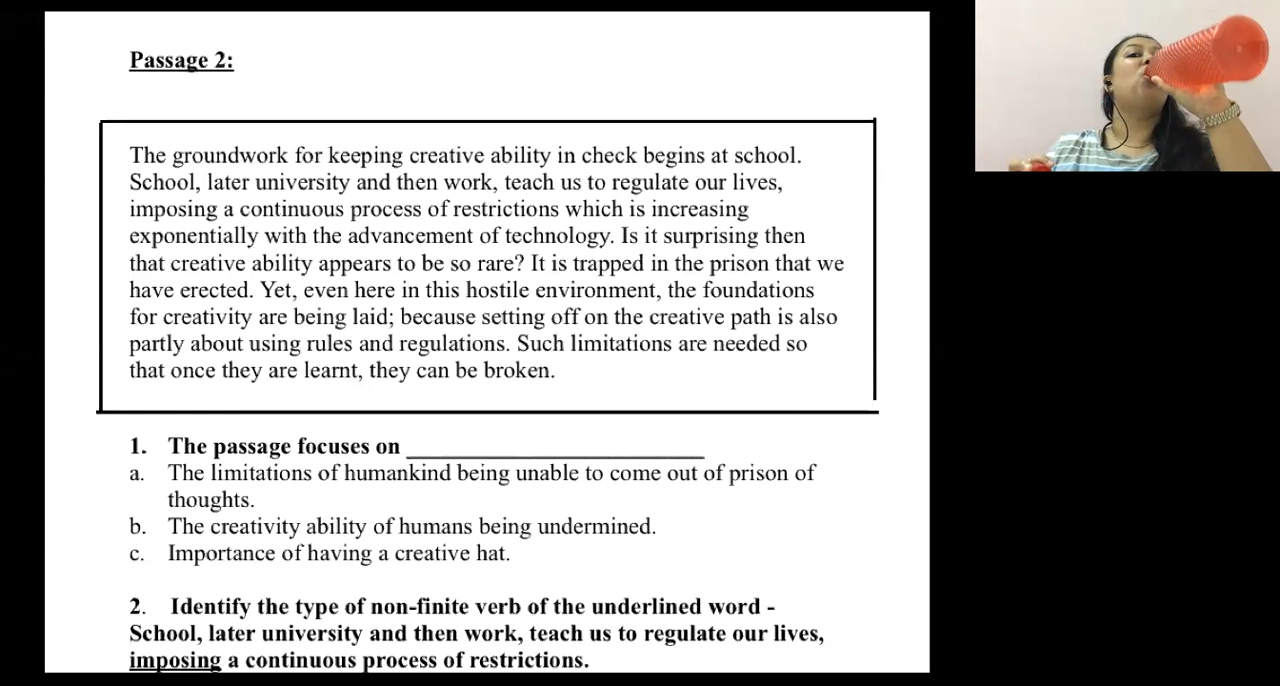 Passage 2:
The groundwork for keeping creative ability in check begins at school.
School, later university and then work, teach us to regulate our lives,
imposing a continuous process of restrictions which is increasing
exponentially with the advancement of technology. Is it surprising then
that creative ability appears to be so rare? It is trapped in the prison that we
have erected. Yet, even here in this hostile environment, the foundations
for creativity are being laid; because setting off on the creative path is also
partly about using rules and regulations. Such limitations are needed so
that once they are learnt, they can be broken.
1. The passage focuses on ______________________
a. The limitations of humankind being unable to come out of prison of
thoughts.
b. The creativity ability of humans being undermined.
c. Importance of having a creative hat.
2. Identify the type of non-finite verb of the underlined word -
School, later university and then work, teach us to regulate our lives,
imposing a continuous process of restrictions.